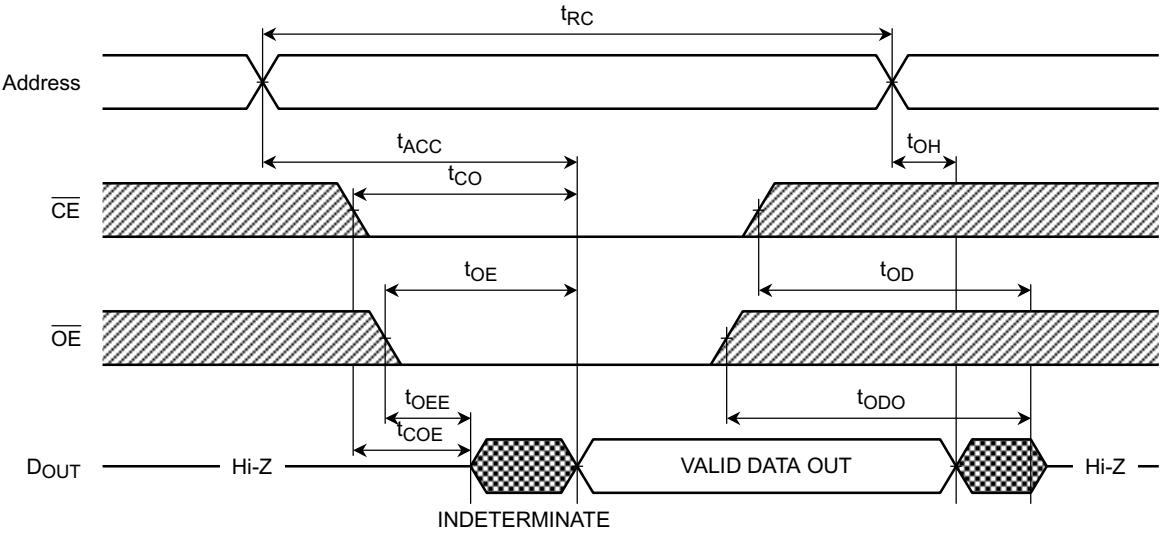 tRC
Address
tACC
tOH
tCO
CE
tOE
tOD
OE
tOEE
tODO
tCOE
DOUT
Hi-Z
VALID DATA OUT
Hi-Z
INDETERMINATE